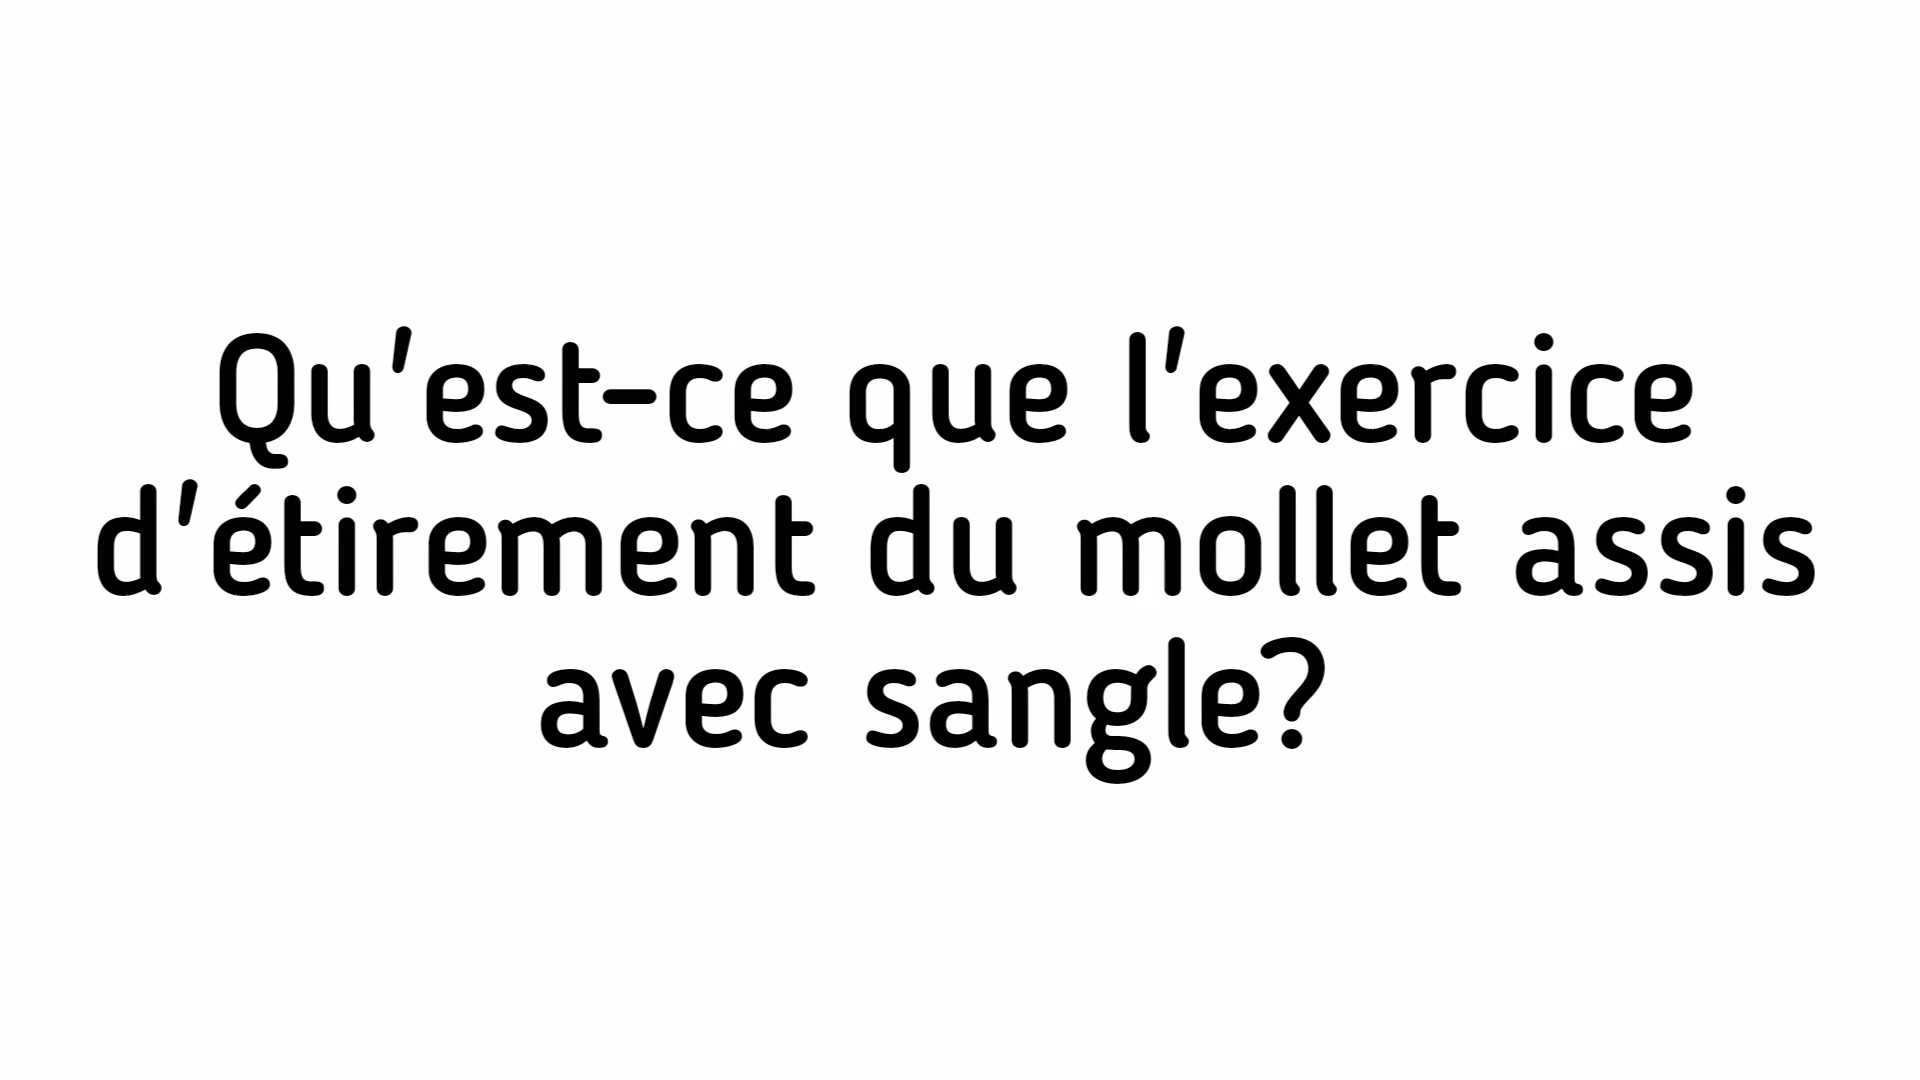 Qu'est-ce que l'exercice
d'étirement du mollet assis
avec sangle?